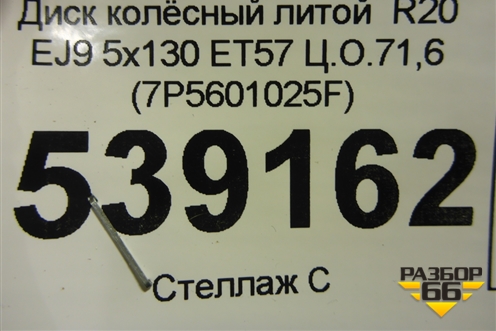 Диск колёсный литой R20
EJ9 5x130 ET57 Ц.О.71,6
(7P5601025F)
539162
Стеллаж С
РАЗБОР
66